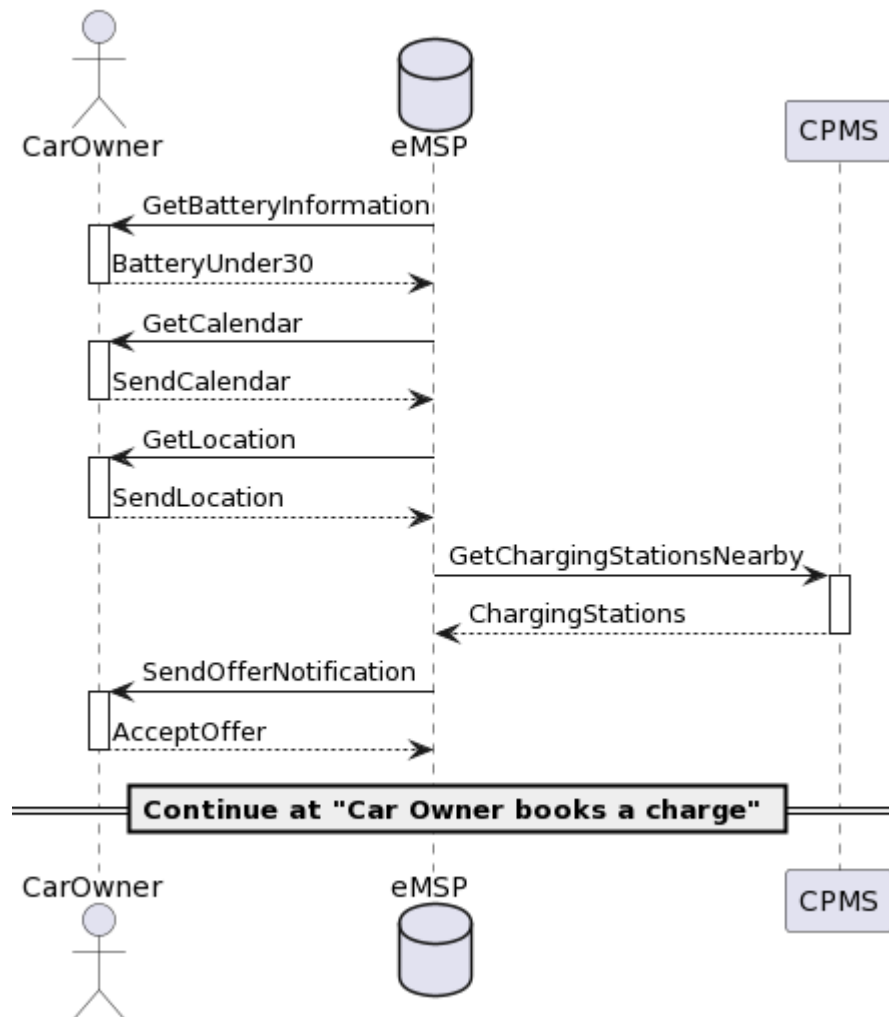 CarOwner
eMSP
CPMS
GetBatteryInformation
BatteryUnder30
GetCalendar
SendCalendar
GetLocation
SendLocation
GetChargingStationsNearby
ChargingStations
SendOfferNotification
AcceptOffer
Continue at "Car Owner books a charge"
CarOwner
eMSP
CPMS